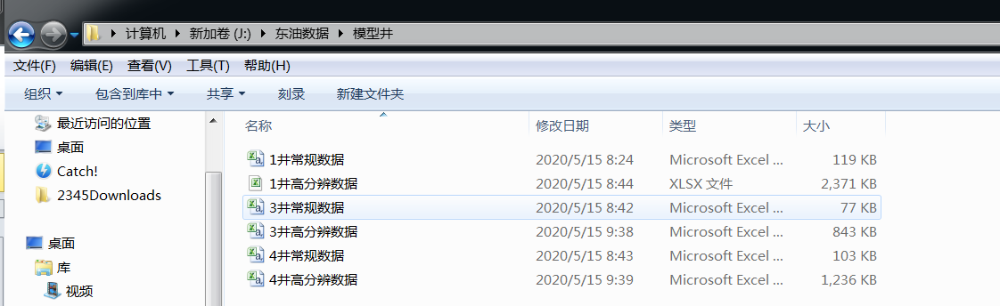 计算机 新加卷 (J:) 东油数据 模型井
文件(F) 编辑(E) 查看(V) 工具(T) 帮助(H)
组织 包含到库中 共享 刻录 新建文件夹
最近访问的位置
桌面
Catch!
2345Downloads
桌面
库
视频
名称 修改日期 类型 大小
1井常规数据 2020/5/15 8:24 Microsoft Excel ... 119 KB
1井高分辨数据 2020/5/15 8:44 XLSX 文件 2,371 KB
3井常规数据 2020/5/15 8:42 Microsoft Excel ... 77 KB
3井高分辨数据 2020/5/15 9:38 Microsoft Excel ... 843 KB
4井常规数据 2020/5/15 8:43 Microsoft Excel ... 103 KB
4井高分辨数据 2020/5/15 9:39 Microsoft Excel ... 1,236 KB